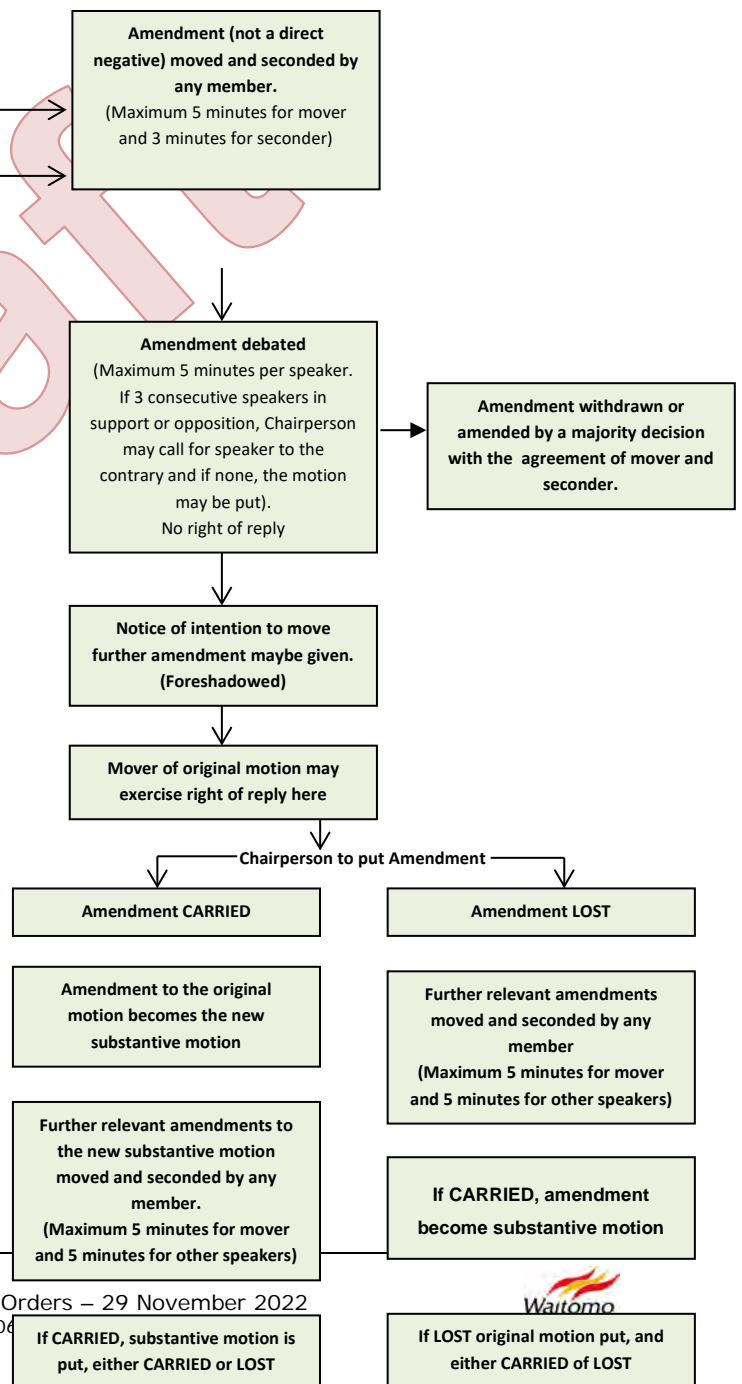 Amendment (not a direct
negative) moved and seconded by
any member.
(Maximum 5 minutes for mover
and 3 minutes for seconder)
Amendment debated
(Maximum 5 minutes per speaker.
If 3 consecutive speakers in
support or opposition, Chairperson
may call for speaker to the
contrary and if none, the motion
may be put).
No right of reply
Amendment withdrawn or
amended by a majority decision
with the agreement of mover and
seconder.
Notice of intention to move
further amendment maybe given.
(Foreshadowed)
Mover of original motion may
exercise right of reply here
Chairperson to put Amendment
Amendment CARRIED
Amendment LOST
Amendment to the original
motion becomes the new
substantive motion
Further relevant amendments
moved and seconded by any
member
(Maximum 5 minutes for mover
and 5 minutes for other speakers)
Further relevant amendments to
the new substantive motion
moved and seconded by any
member.
(Maximum 5 minutes for mover
and 5 minutes for other speakers)
If CARRIED, amendment
become substantive motion
Orders – 29 November 2022
Waitomo
If CARRIED, substantive motion is
put, either CARRIED or LOST
If LOST original motion put, and
either CARRIED of LOST